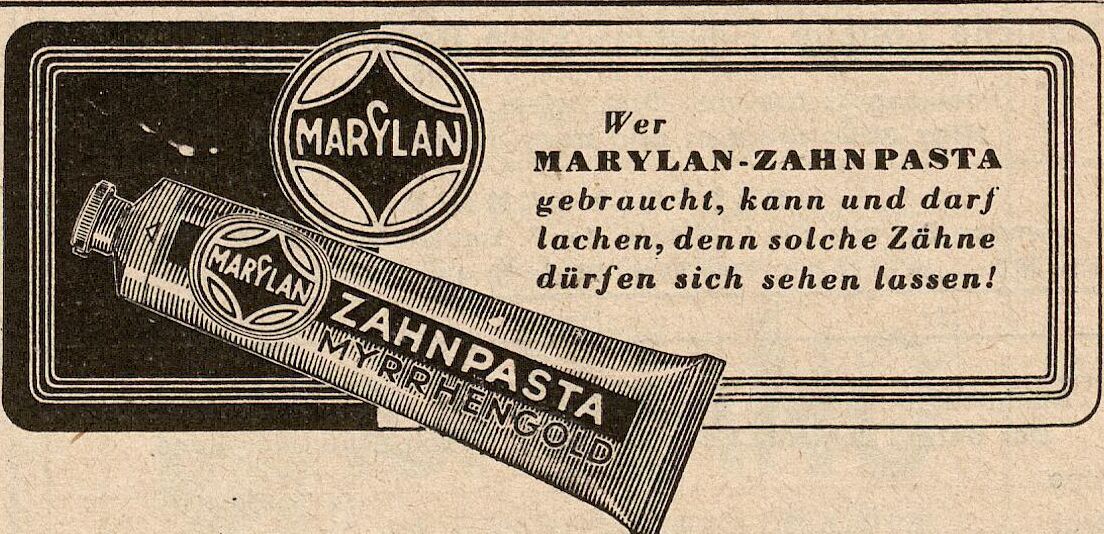 MARYLAN
Wer
MARYLAN-ZAHNPASTA
gebraucht, kann und darf
lachen, denn solche Zähne
dürfen sich sehen lassen!
MARYLAN
ZAHNPASTA
MYRRHENGOLD